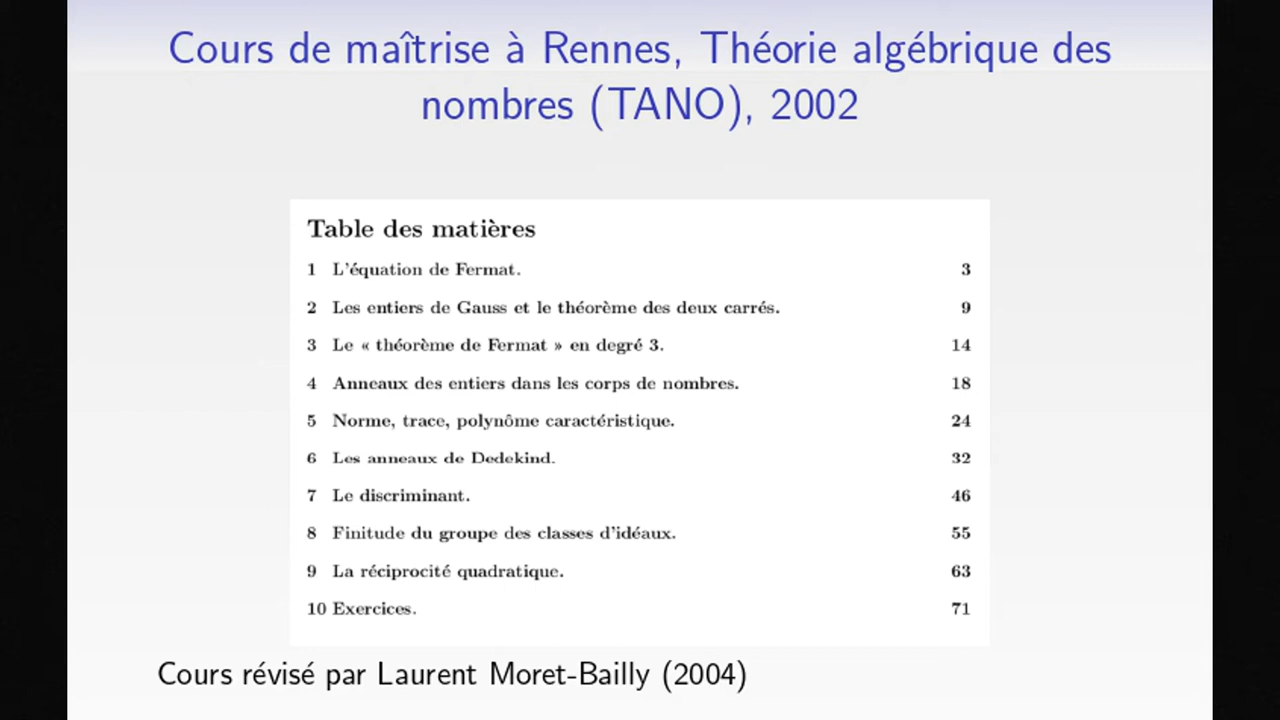 Cours de maîtrise à Rennes, Théorie algébrique des
nombres (TANO), 2002
Table des matières
1 L'équation de Fermat. 3
2 Les entiers de Gauss et le théorème des deux carrés. 9
3 Le « théorème de Fermat » en degré 3. 14
4 Anneaux des entiers dans les corps de nombres. 18
5 Norme, trace, polynôme caractéristique. 24
6 Les anneaux de Dedekind. 32
7 Le discriminant. 46
8 Finitude du groupe des classes d'idéaux. 55
9 La réciprocité quadratique. 63
10 Exercices. 71
Cours révisé par Laurent Moret-Bailly (2004)